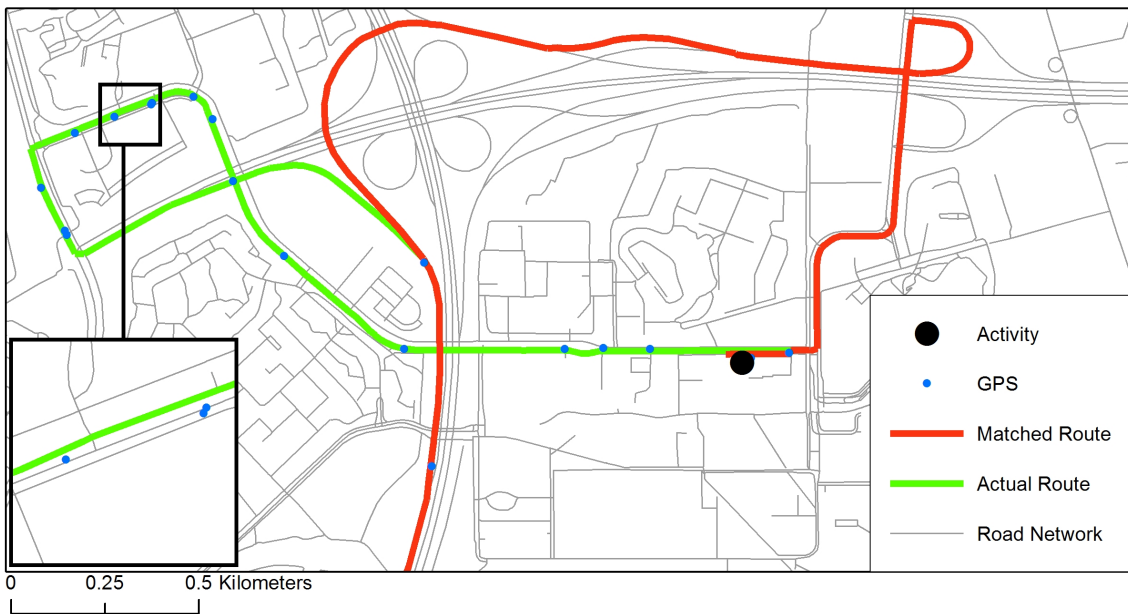 Activity
GPS
Matched Route
Actual Route
Road Network
0 0.25 0.5 Kilometers